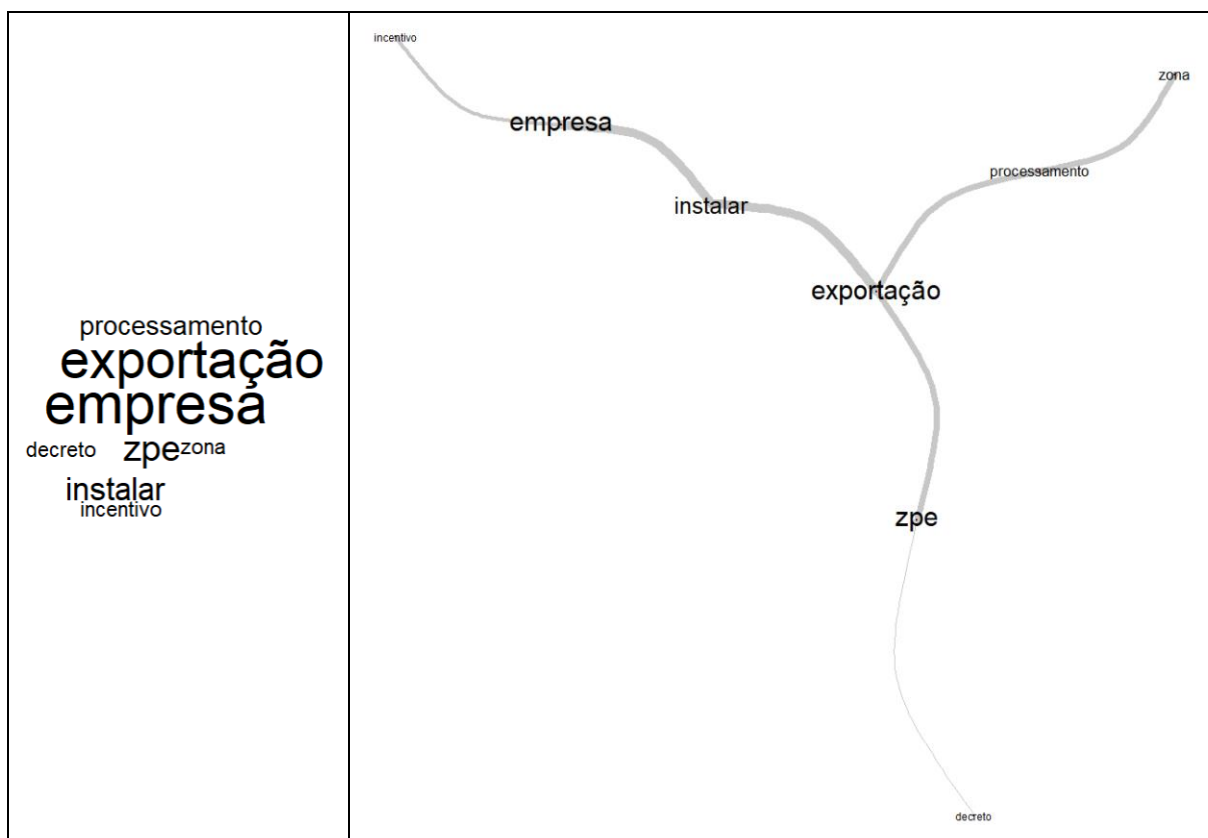 processamento
exportação
empresa
decreto zpe zona
instalar
incentivo
incentivo
zona
empresa
processamento
instalar
exportação
zpe
decreto